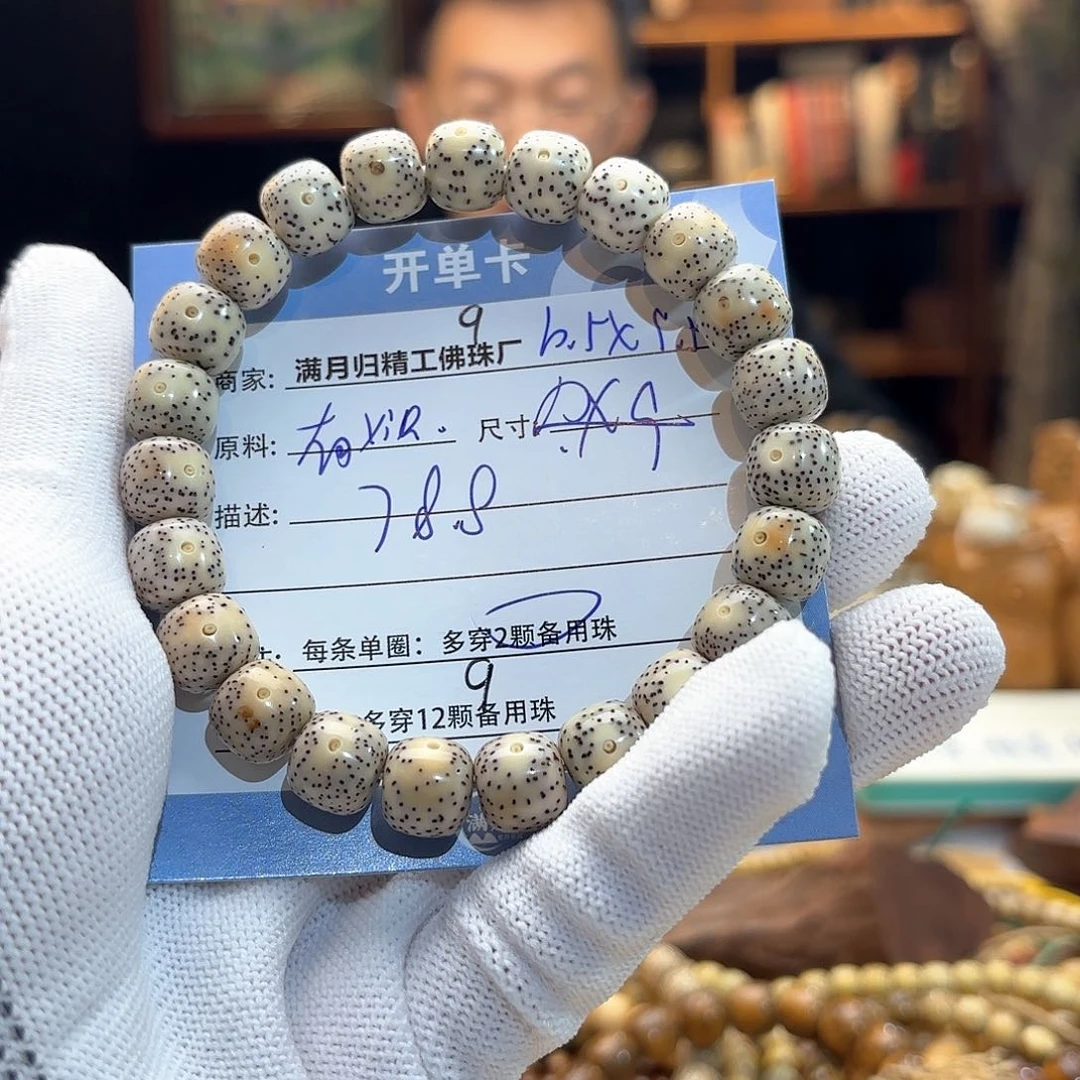 开单卡
9
商家: 满月归精工佛珠厂
原料: 尺寸
描述: 788
每条单圈: 多穿2颗备用珠
9
多穿12颗备用珠